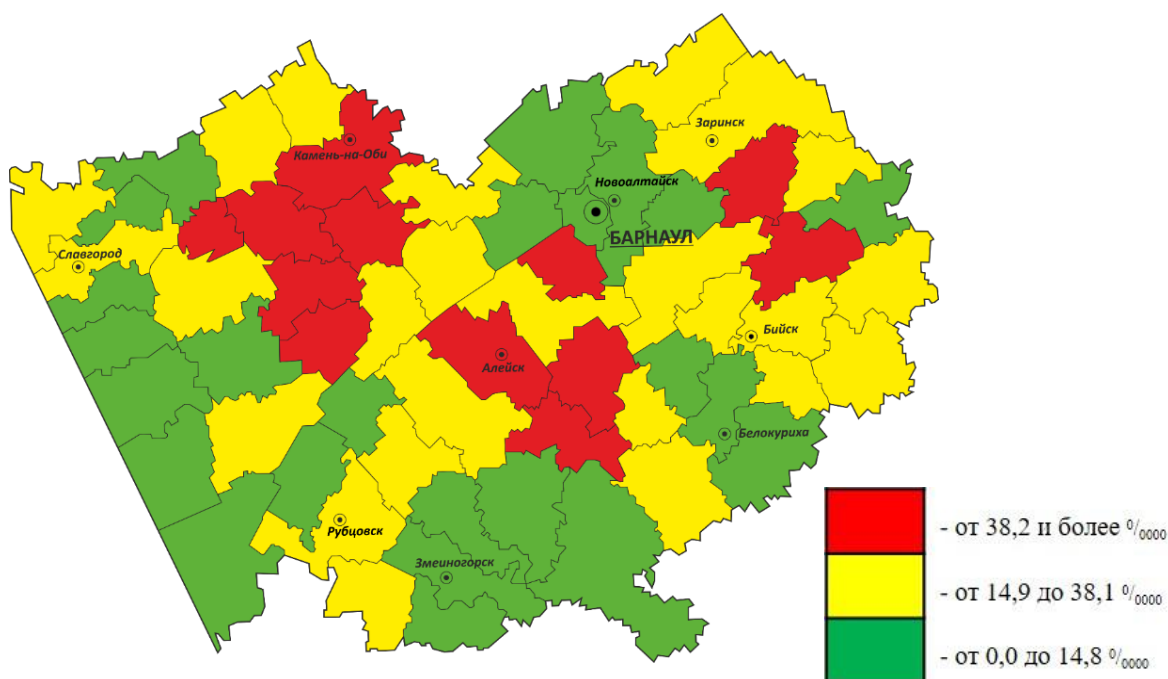 Заринск
Камень-на-Оби
Новоалтайск
БАРНАУЛ
Славгород
Бийск
Алейск
Белокуриха
Рубцовск
Змеиногорск
- от 38,2 и более ⁰/₀₀₀₀
- от 14,9 до 38,1 ⁰/₀₀₀₀
- от 0,0 до 14,8 ⁰/₀₀₀₀